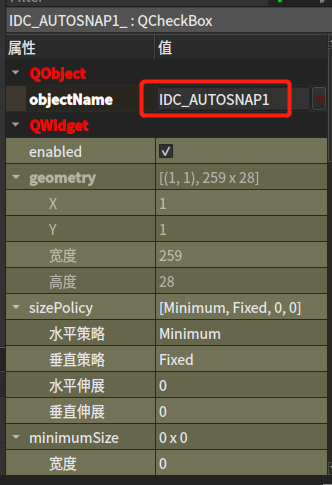 IDC_AUTOSNAP1_ : QCheckBox
属性 值
QObject
objectName IDC_AUTOSNAP1
QWidget
enabled
geometry [(1, 1), 259 x 28]
X 1
Y 1
宽度 259
高度 28
sizePolicy [Minimum, Fixed, 0, 0]
水平策略 Minimum
垂直策略 Fixed
水平伸展 0
垂直伸展 0
minimumSize 0 x 0
宽度 0